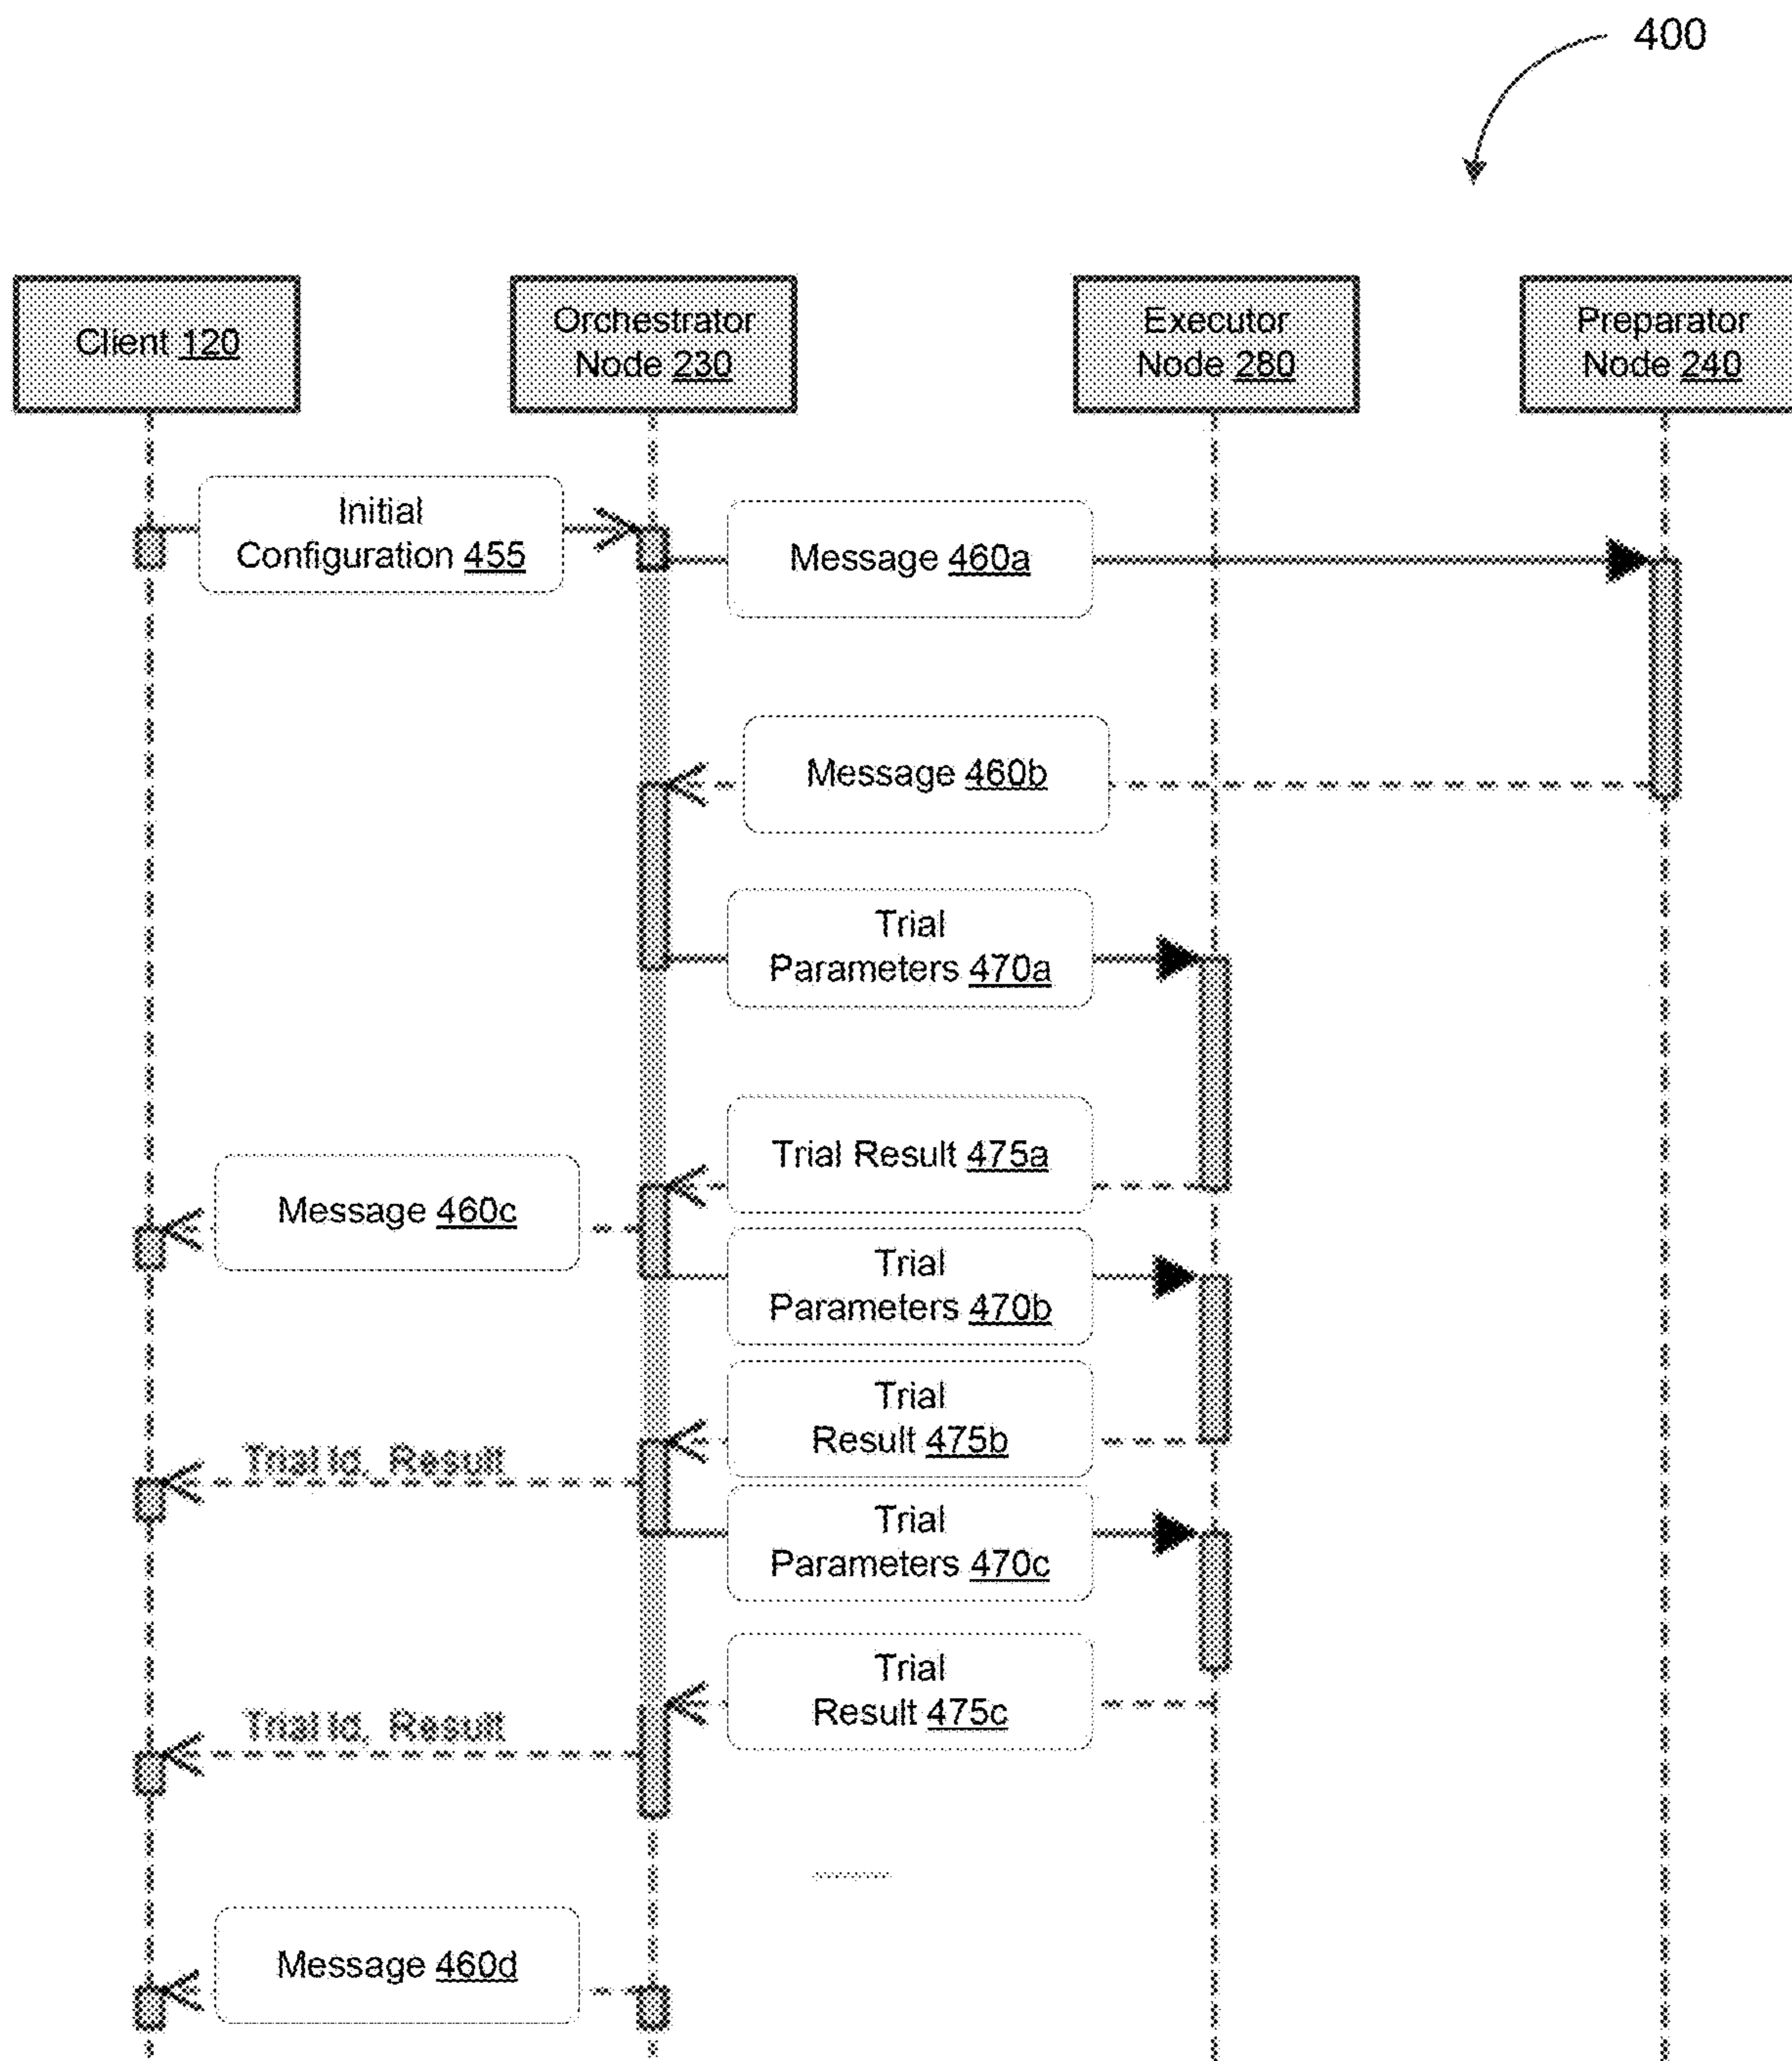 400
Client 120
Orchestrator
Node 230
Executor
Node 280
Preparator
Node 240
Initial
Configuration 455
Message 460a
Message 460b
Trial
Parameters 470a
Trial Result 475a
Message 460c
Trial
Parameters 470b
Trial
Result 475b
Trial Id, Result
Trial
Parameters 470c
Trial
Result 475c
Trial Id, Result
Message 460d